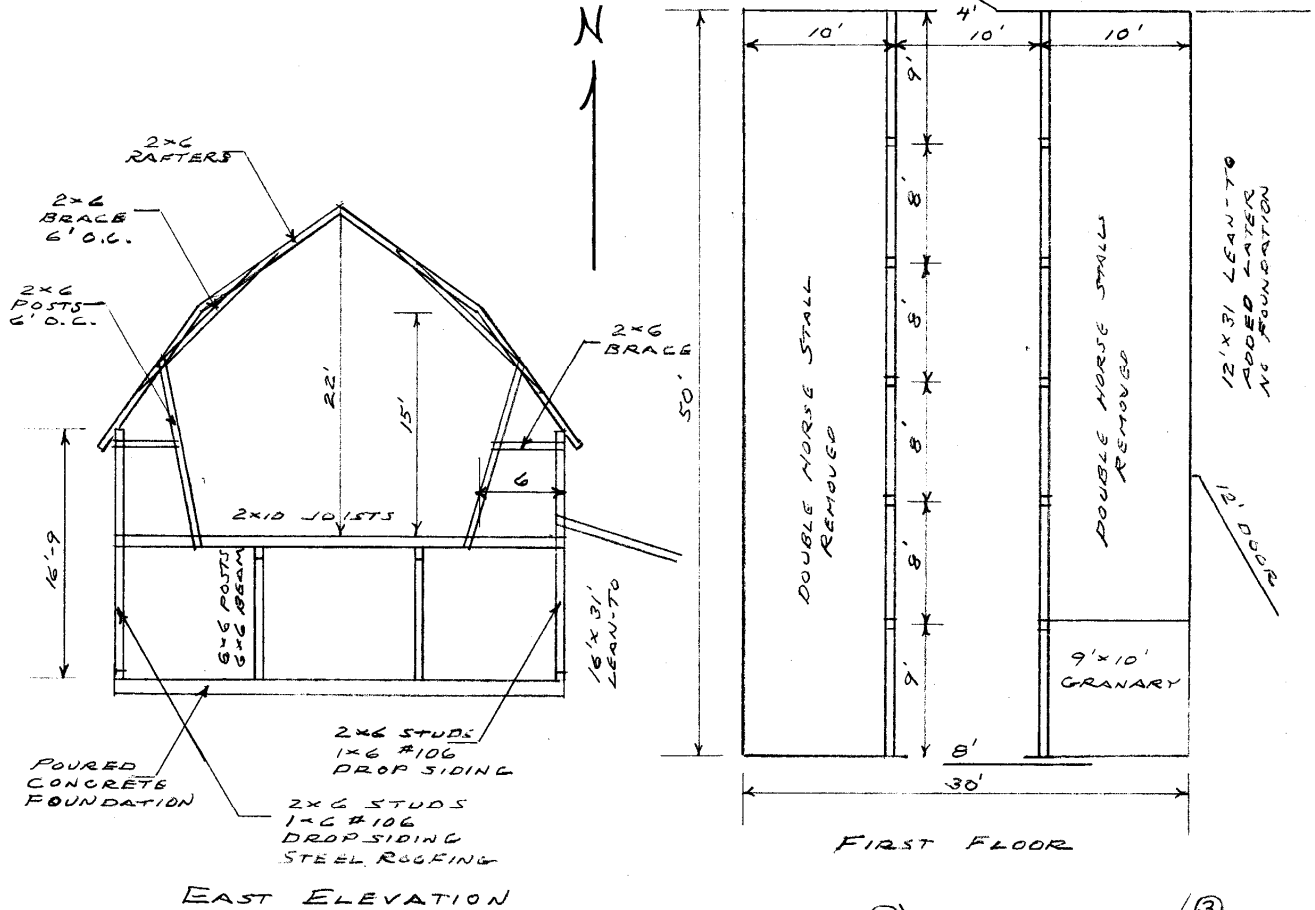 N
2×6
RAFTERS
2×6
BRACE
6' O.C.
2×6
POSTS
6' O.C.
2×6
BRACE
22'
15'
6
2×10 JOISTS
16'-9
6×6 POSTS
6×6 BEAM
16'×31'
LEAN-TO
POURED
CONCRETE
FOUNDATION
2×6 STUDS
1×6 #106
DROP SIDING
2×6 STUDS
1×6 #106
DROP SIDING
STEEL ROOFING
EAST ELEVATION
4'
10'
10'
10'
9'
8'
8'
8'
8'
9'
50'
DOUBLE HORSE STALL
REMOVED
DOUBLE HORSE STALLS
REMOVED
12'×31 LEAN-TO
ADDED LATER
NO FOUNDATION
12' DOOR
9'×10'
GRANARY
8'
30'
FIRST FLOOR
3